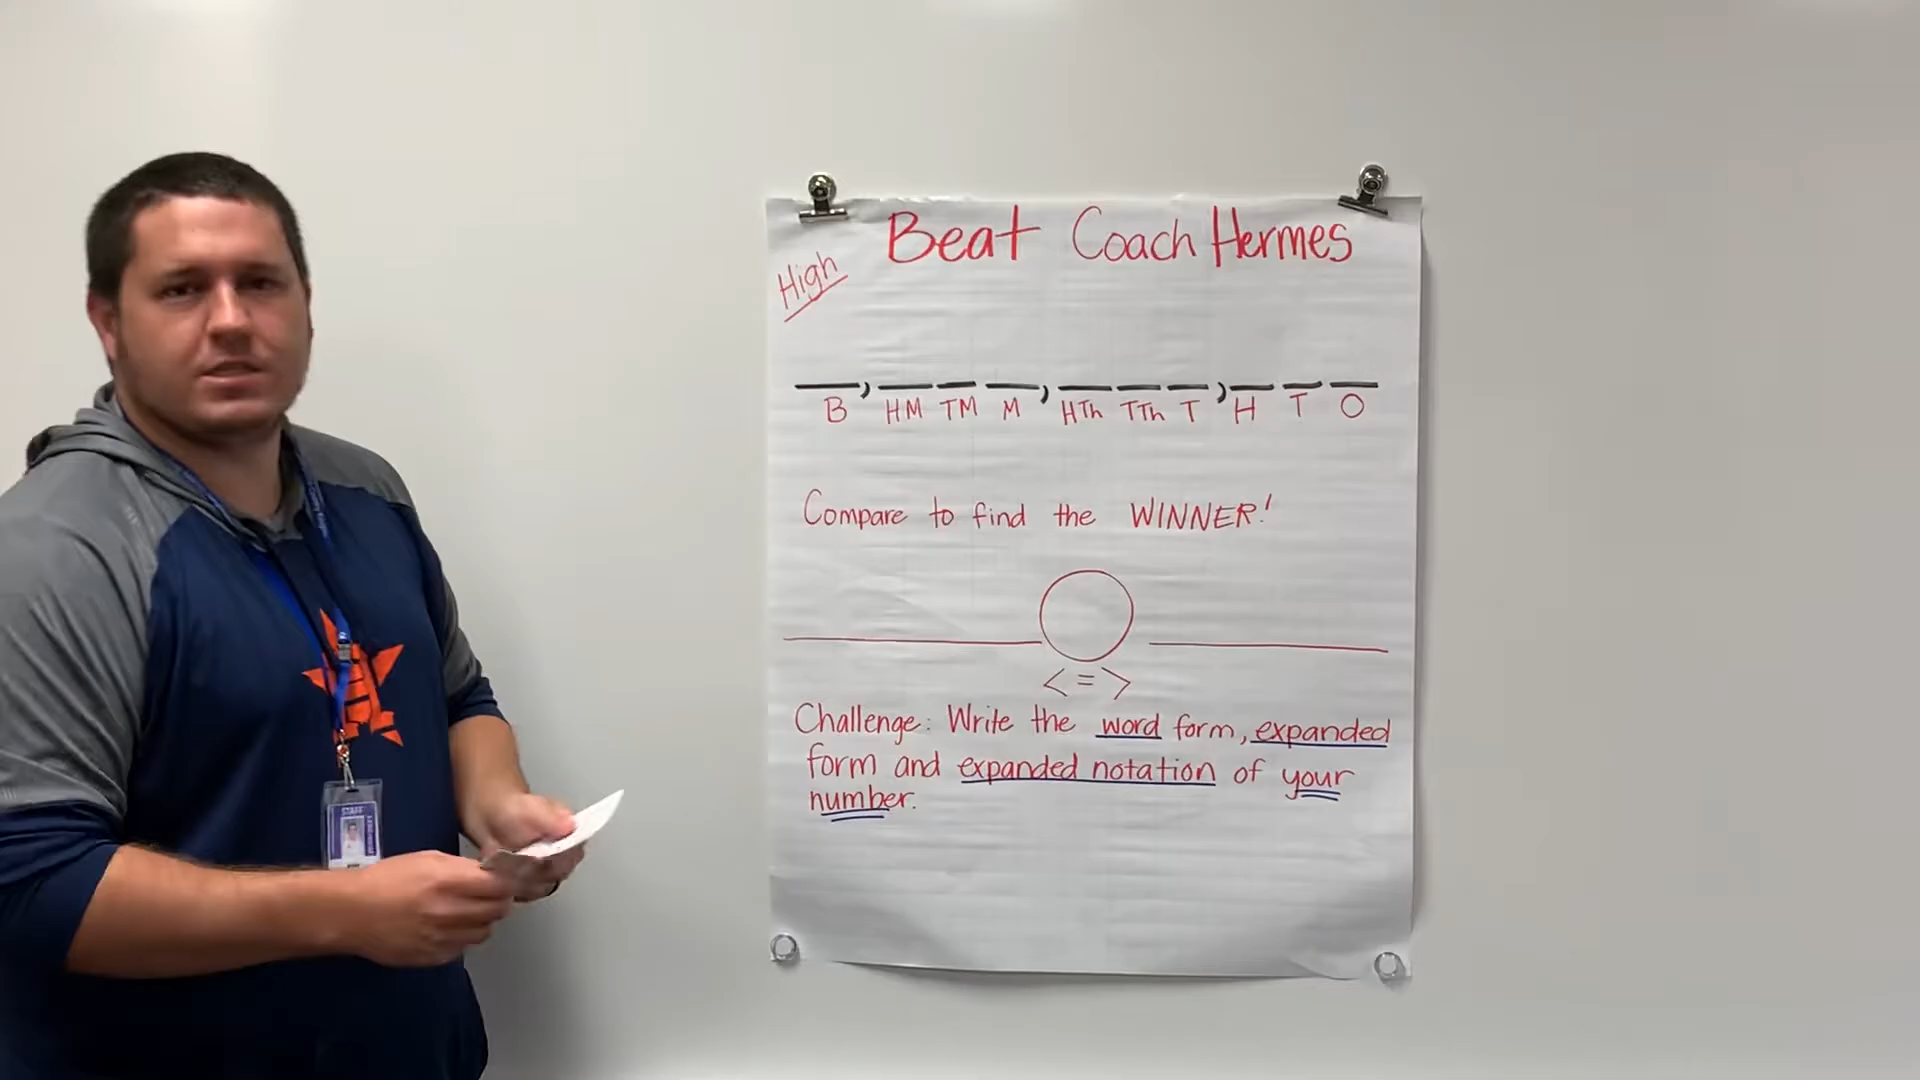 Beat Coach Hermes
High
_ , _ _ _ , _ _ _ , _ _ _
B HM TM M HTh TTh T H T O
Compare to find the WINNER!
< = >
Challenge: Write the word form, expanded
form and expanded notation of your
number.
STAFF